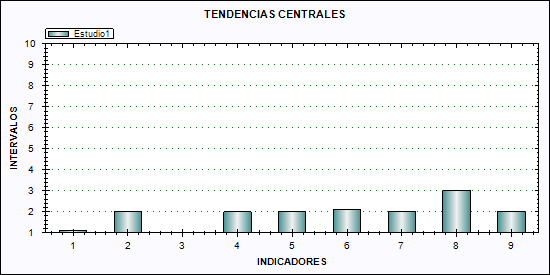 TENDENCIAS CENTRALES
Estudio1
INTERVALOS
10
9
8
7
6
5
4
3
2
1
1 2 3 4 5 6 7 8 9
INDICADORES